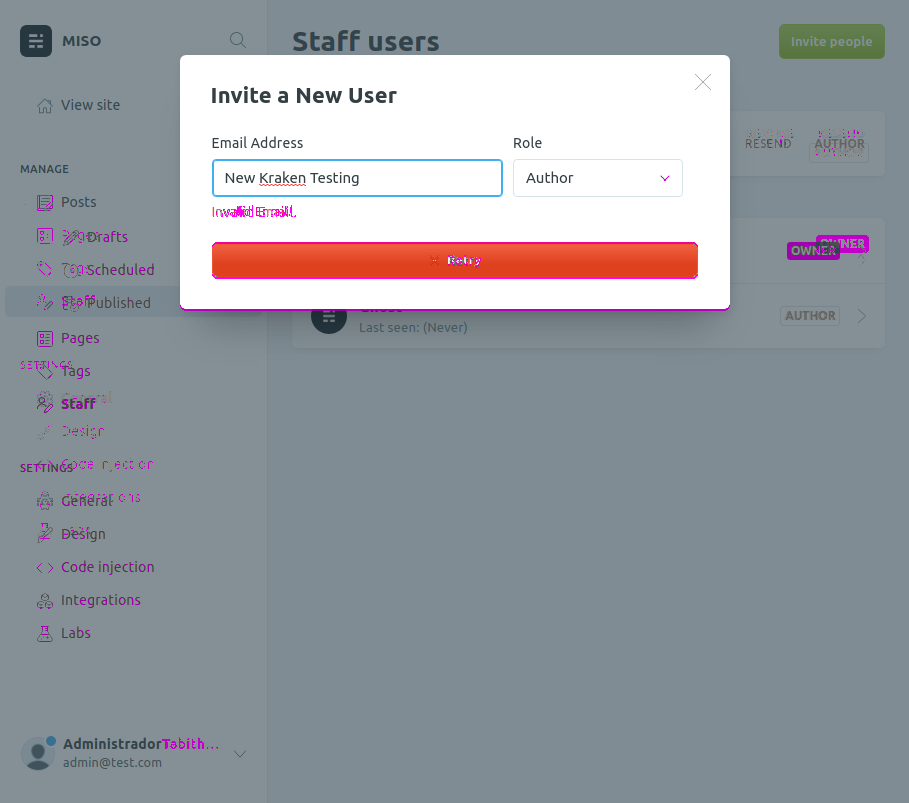 MISO
Staff users
Invite people
View site
Invite a New User
Email Address
Role
New Kraken Testing
Author
Invalid Email.
Retry
RESEND
AUTHOR
MANAGE
Posts
Drafts
Scheduled
Published
Pages
Tags
Staff
SETTINGS
General
Design
Code injection
Integrations
Labs
OWNER
OWNER
Last seen: (Never)
AUTHOR
Administrador
Tabith...
admin@test.com